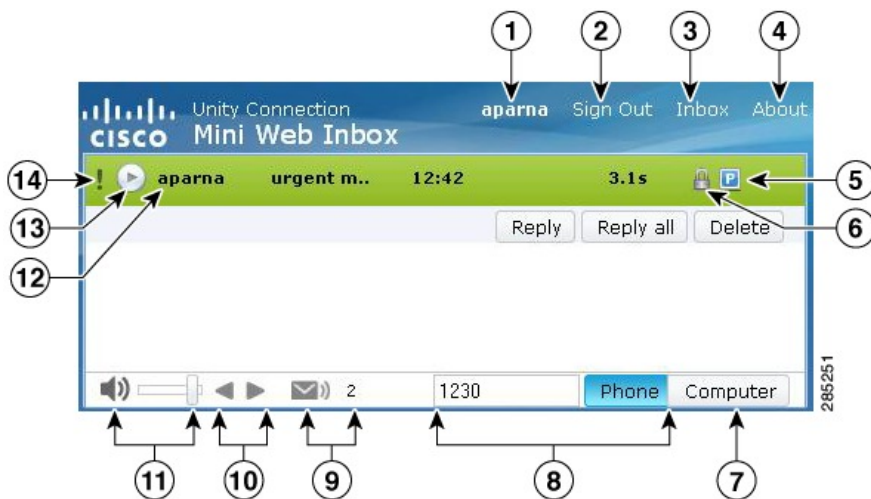 1 2 3 4
Unity Connection aparna Sign Out Inbox About
CISCO Mini Web Inbox
14 ! aparna urgent m.. 12:42 3.1s P 5
13 Reply Reply all Delete 6
12
2 1230 Phone Computer
285251
11 10 9 8 7